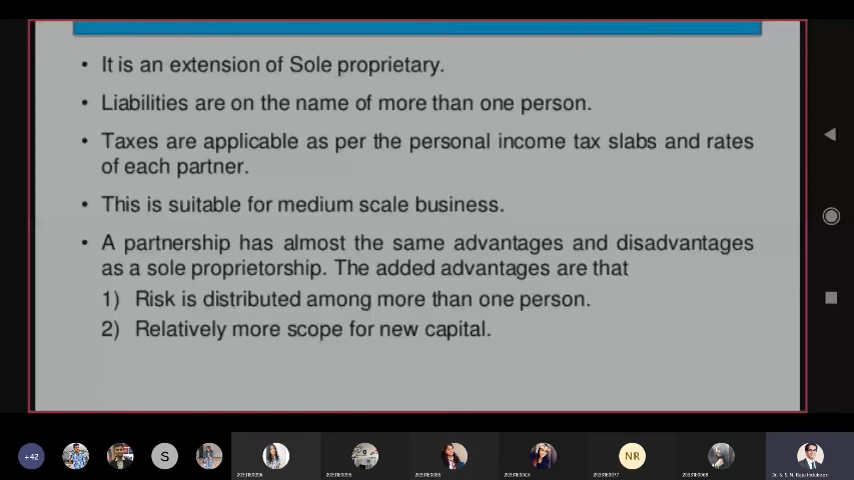 • It is an extension of Sole proprietary.
• Liabilities are on the name of more than one person.
• Taxes are applicable as per the personal income tax slabs and rates
of each partner.
• This is suitable for medium scale business.
• A partnership has almost the same advantages and disadvantages
as a sole proprietorship. The added advantages are that
1) Risk is distributed among more than one person.
2) Relatively more scope for new capital.
+42
S
NR
Dr. S. S. N. Raju Indukoori